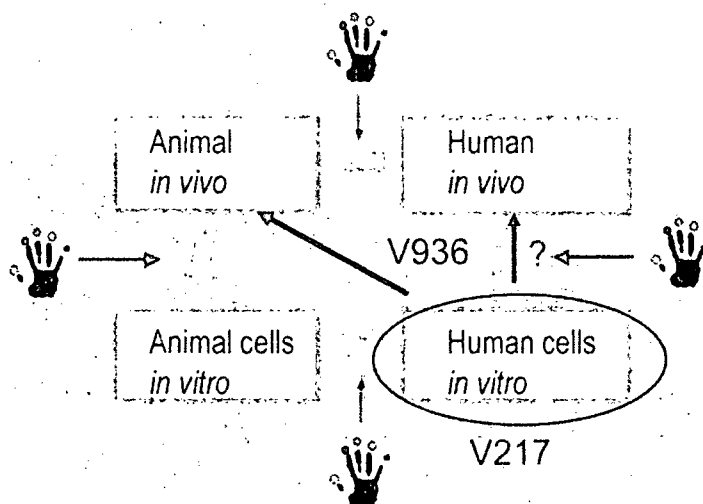 Animal
in vivo
Human
in vivo
V936
?
Animal cells
in vitro
Human cells
in vitro
V217